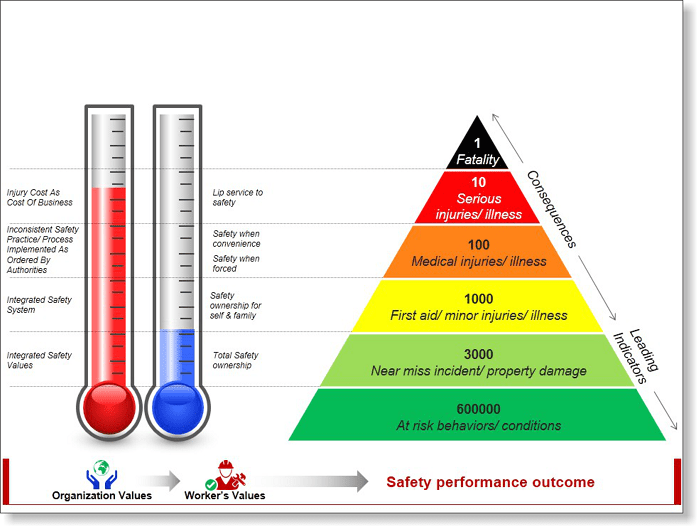 Injury Cost As
Cost Of Business
Inconsistent Safety
Practice/ Process
Implemented As
Ordered By
Authorities
Integrated Safety
System
Integrated Safety
Values
Lip service to
safety
Safety when
convenience
Safety when
forced
Safety
ownership for
self & family
Total Safety
ownership
1
Fatality
10
Serious
injuries/ illness
100
Medical injuries/ illness
1000
First aid/ minor injuries/ illness
3000
Near miss incident/ property damage
600000
At risk behaviors/ conditions
Consequences
Leading
Indicators
Organization Values
Worker's Values
Safety performance outcome